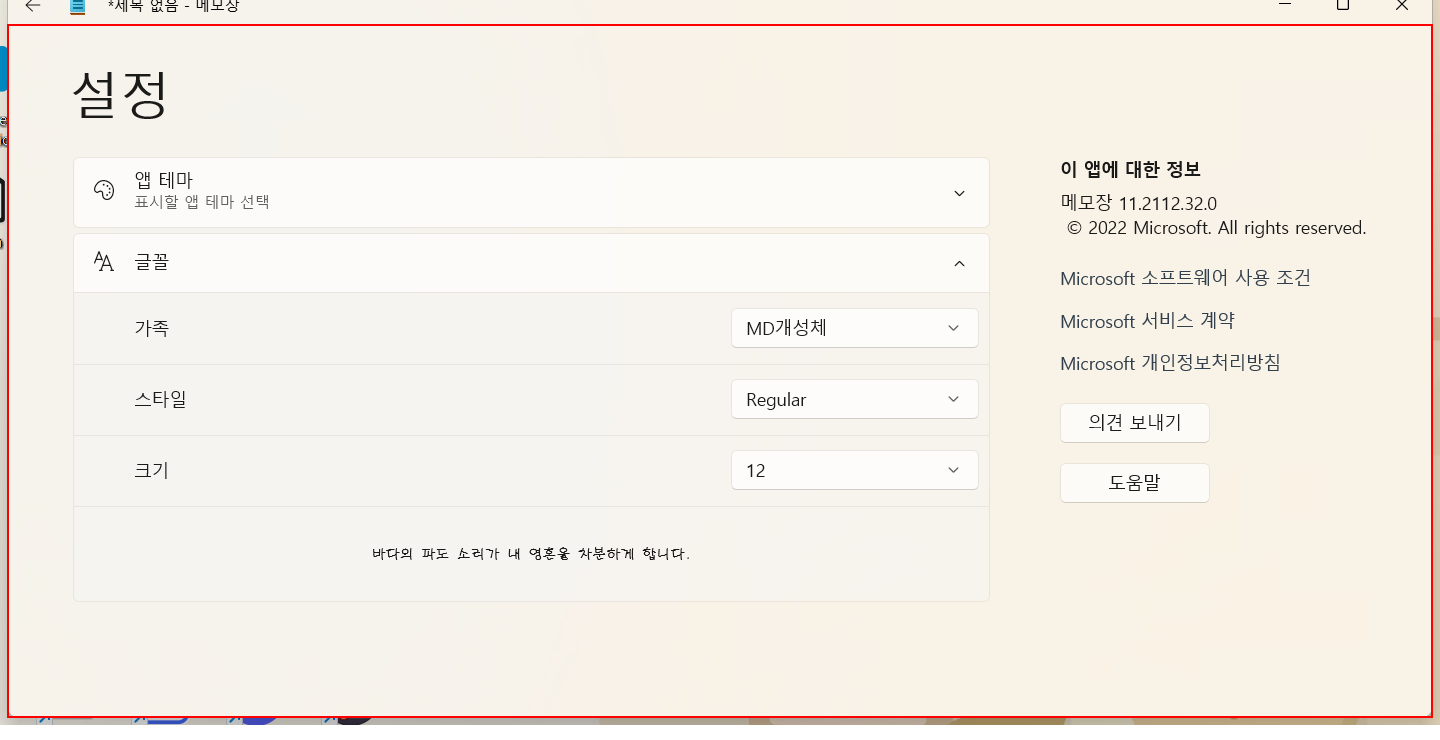 *제목 없음 - 메모장
설정
앱 테마
표시할 앱 테마 선택
글꼴
가족
MD개성체
스타일
Regular
크기
12
바다의 파도 소리가 내 영혼을 차분하게 합니다.
이 앱에 대한 정보
메모장 11.2112.32.0
© 2022 Microsoft. All rights reserved.
Microsoft 소프트웨어 사용 조건
Microsoft 서비스 계약
Microsoft 개인정보처리방침
의견 보내기
도움말